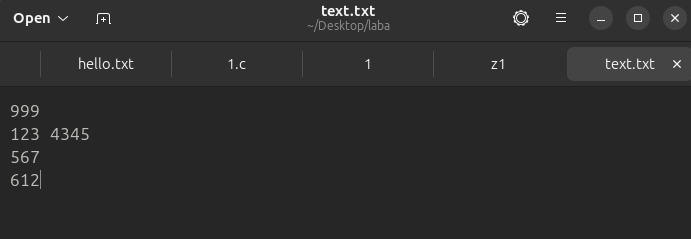 Open
text.txt
~/Desktop/laba
hello.txt
1.c
1
z1
text.txt
999
123 4345
567
612